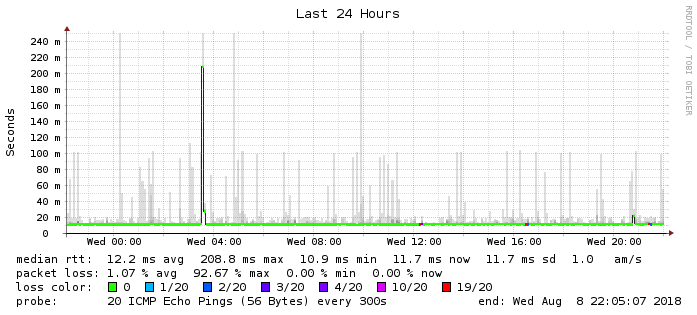 Last 24 Hours
RRDTOOL / TOBI OETIKER
Seconds
240 m
220 m
200 m
180 m
160 m
140 m
120 m
100 m
80 m
60 m
40 m
20 m
0
Wed 00:00 Wed 04:00 Wed 08:00 Wed 12:00 Wed 16:00 Wed 20:00
median rtt: 12.2 ms avg 208.8 ms max 10.9 ms min 11.7 ms now 11.7 ms sd 1.0 am/s
packet loss: 1.07 % avg 92.67 % max 0.00 % min 0.00 % now
loss color: 0 1/20 2/20 3/20 4/20 10/20 19/20
probe: 20 ICMP Echo Pings (56 Bytes) every 300s end: Wed Aug 8 22:05:07 2018